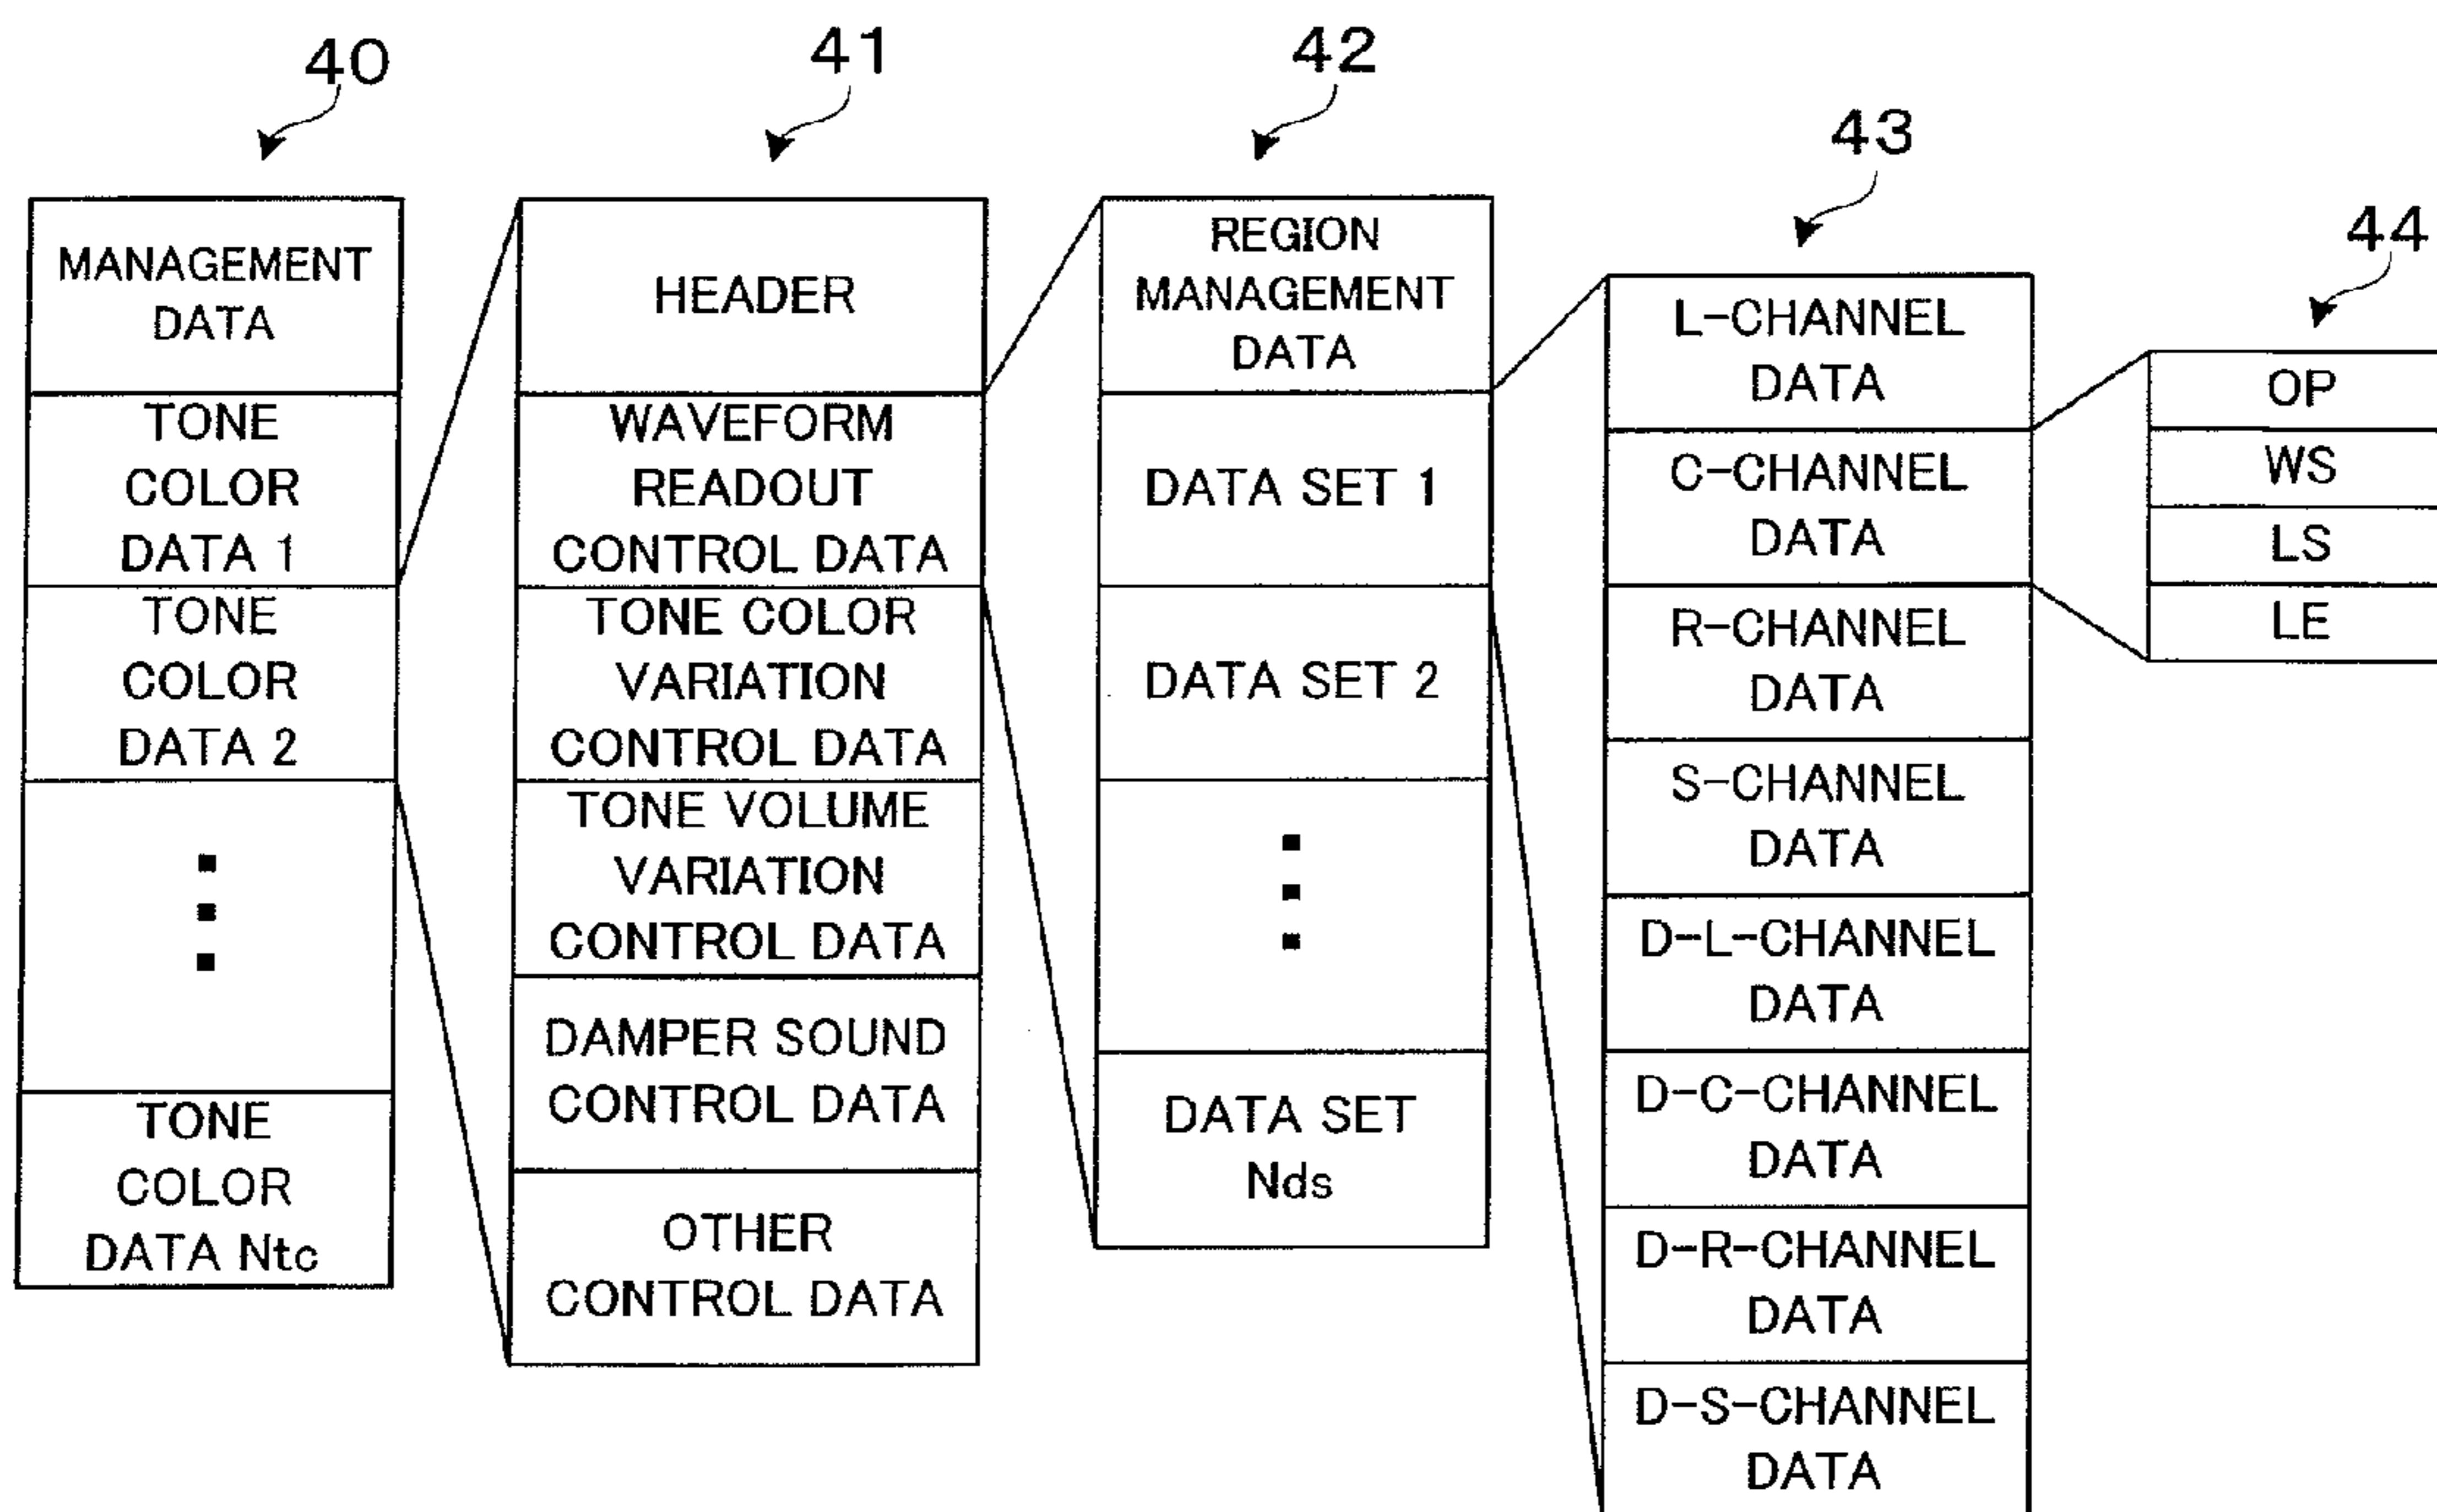 40
41
42
43
44
MANAGEMENT
DATA
TONE
COLOR
DATA 1
TONE
COLOR
DATA 2
TONE
COLOR
DATA Ntc
HEADER
WAVEFORM
READOUT
CONTROL DATA
TONE COLOR
VARIATION
CONTROL DATA
TONE VOLUME
VARIATION
CONTROL DATA
DAMPER SOUND
CONTROL DATA
OTHER
CONTROL DATA
REGION
MANAGEMENT
DATA
DATA SET 1
DATA SET 2
DATA SET
Nds
L-CHANNEL
DATA
C-CHANNEL
DATA
R-CHANNEL
DATA
S-CHANNEL
DATA
D-L-CHANNEL
DATA
D-C-CHANNEL
DATA
D-R-CHANNEL
DATA
D-S-CHANNEL
DATA
OP
WS
LS
LE